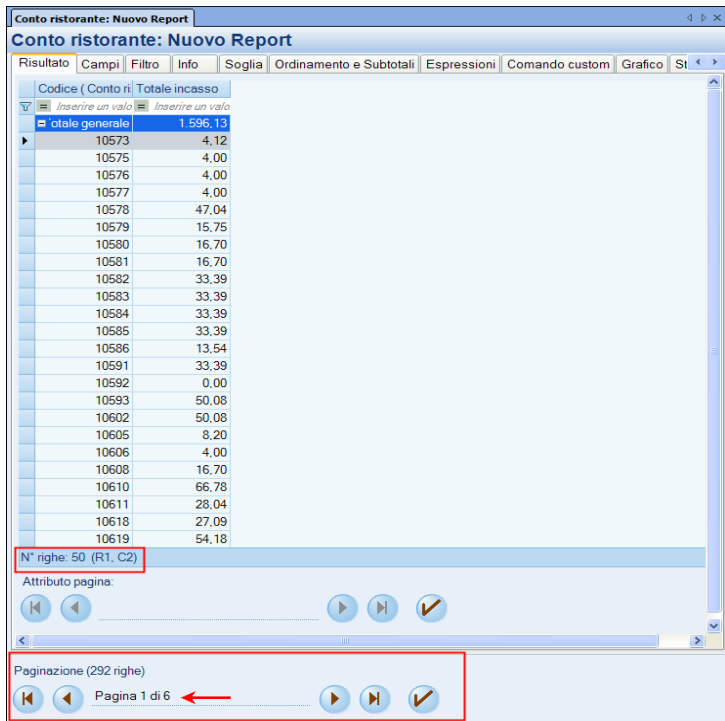 Conto ristorante: Nuovo Report
Conto ristorante: Nuovo Report
Risultato Campi Filtro Info Soglia Ordinamento e Subtotali Espressioni Comando custom Grafico St
Codice ( Conto ri Totale incasso
= Inserire un valo = Inserire un valo
otale generale 1.596,13
10573 4,12
10575 4,00
10576 4,00
10577 4,00
10578 47,04
10579 15,75
10580 16,70
10581 16,70
10582 33,39
10583 33,39
10584 33,39
10585 33,39
10586 13,54
10591 33,39
10592 0,00
10593 50,08
10602 50,08
10605 8,20
10606 4,00
10608 16,70
10610 66,78
10611 28,04
10618 27,09
10619 54,18
N° righe: 50 (R1, C2)
Attributo pagina:
Paginazione (292 righe)
Pagina 1 di 6